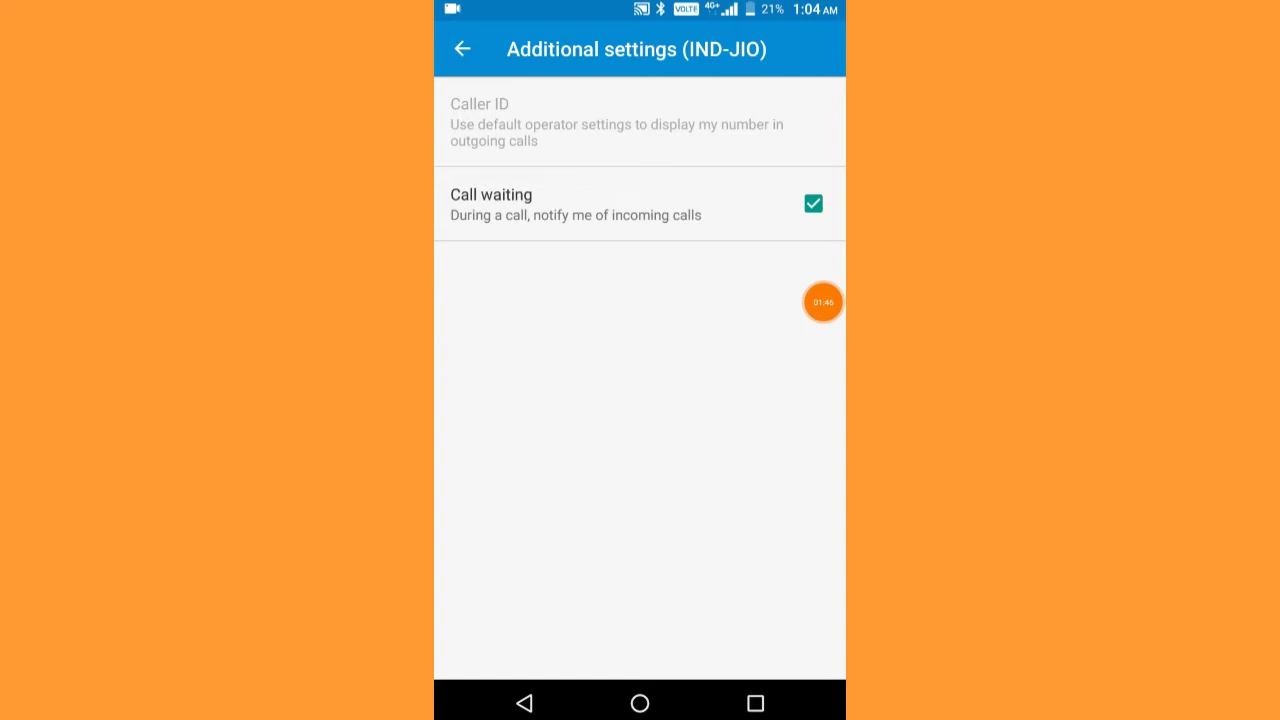 VOLTE 4G+ 21% 1:04 AM
Additional settings (IND-JIO)
Caller ID
Use default operator settings to display my number in
outgoing calls
Call waiting
During a call, notify me of incoming calls
01:46